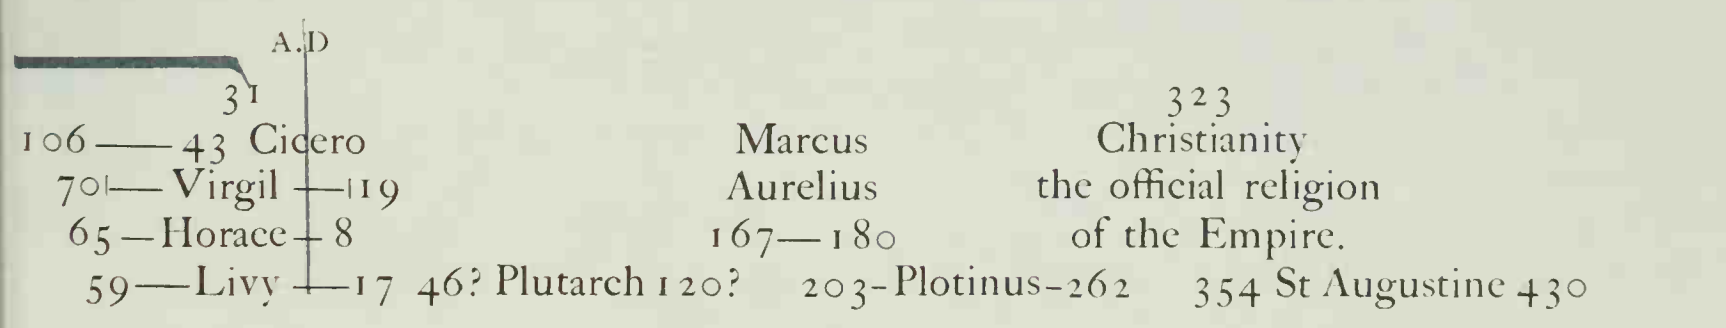 A.D
31
323
106 — 43 Cicero Marcus Christianity
70 — Virgil — 19 Aurelius the official religion
65 — Horace — 8 167 — 180 of the Empire.
59 — Livy — 17 46? Plutarch 120? 203-Plotinus-262 354 St Augustine 430